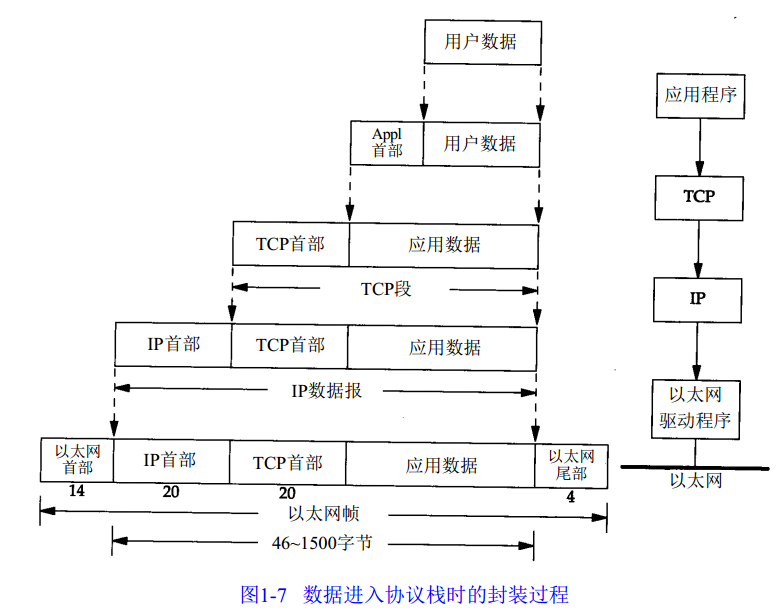 用户数据
Appl
首部
用户数据
TCP首部
应用数据
TCP段
IP首部
TCP首部
应用数据
IP数据报
以太网
首部
IP首部
TCP首部
应用数据
以太网
尾部
14
20
20
4
以太网帧
46~1500字节
应用程序
TCP
IP
以太网
驱动程序
以太网
图1-7 数据进入协议栈时的封装过程